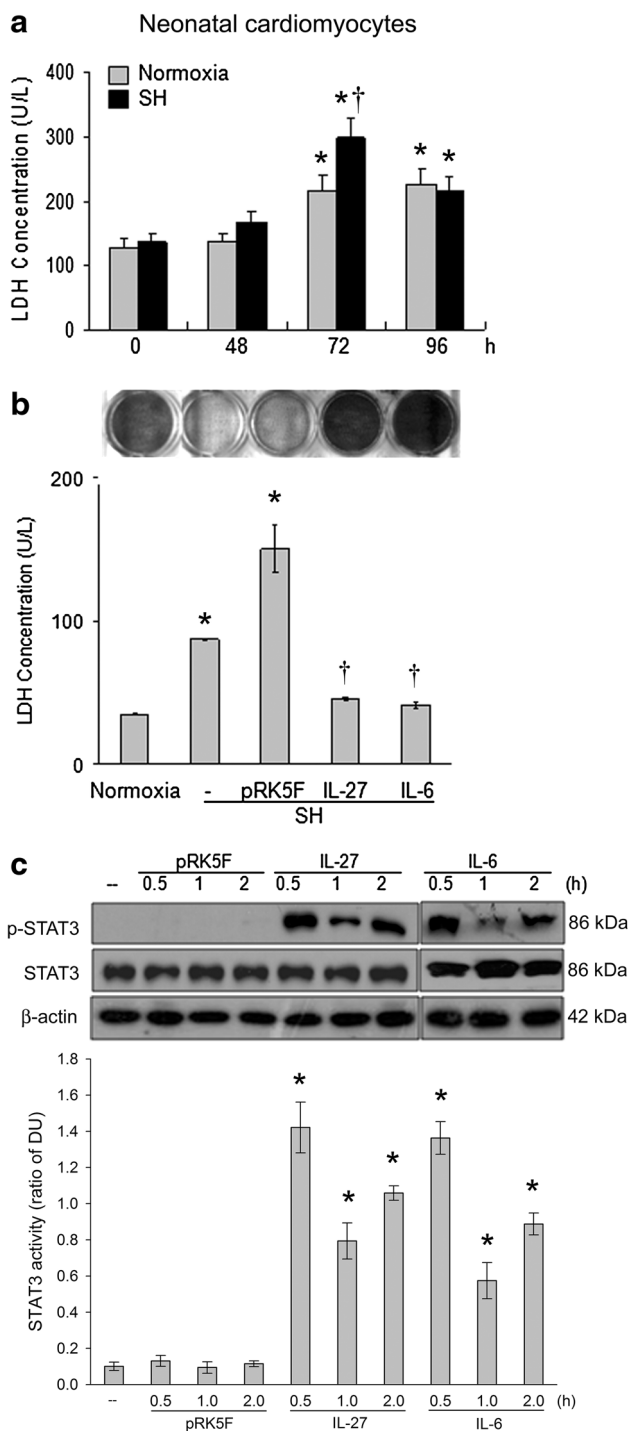 a Neonatal cardiomyocytes
LDH Concentration (U/L)
400
300
200
100
0
Normoxia
SH
* *† * *
0 48 72 96 h
b
LDH Concentration (U/L)
200
100
0
* * † †
Normoxia - pRK5F IL-27 IL-6
SH
c
pRK5F IL-27 IL-6
-- 0.5 1 2 0.5 1 2 0.5 1 2 (h)
p-STAT3 86 kDa
STAT3 86 kDa
β-actin 42 kDa
STAT3 activity (ratio of DU)
1.8
1.6
1.4
1.2
1.0
0.8
0.6
0.4
0.2
0.0
* * * * * *
-- 0.5 1.0 2.0 0.5 1.0 2.0 0.5 1.0 2.0 (h)
pRK5F IL-27 IL-6